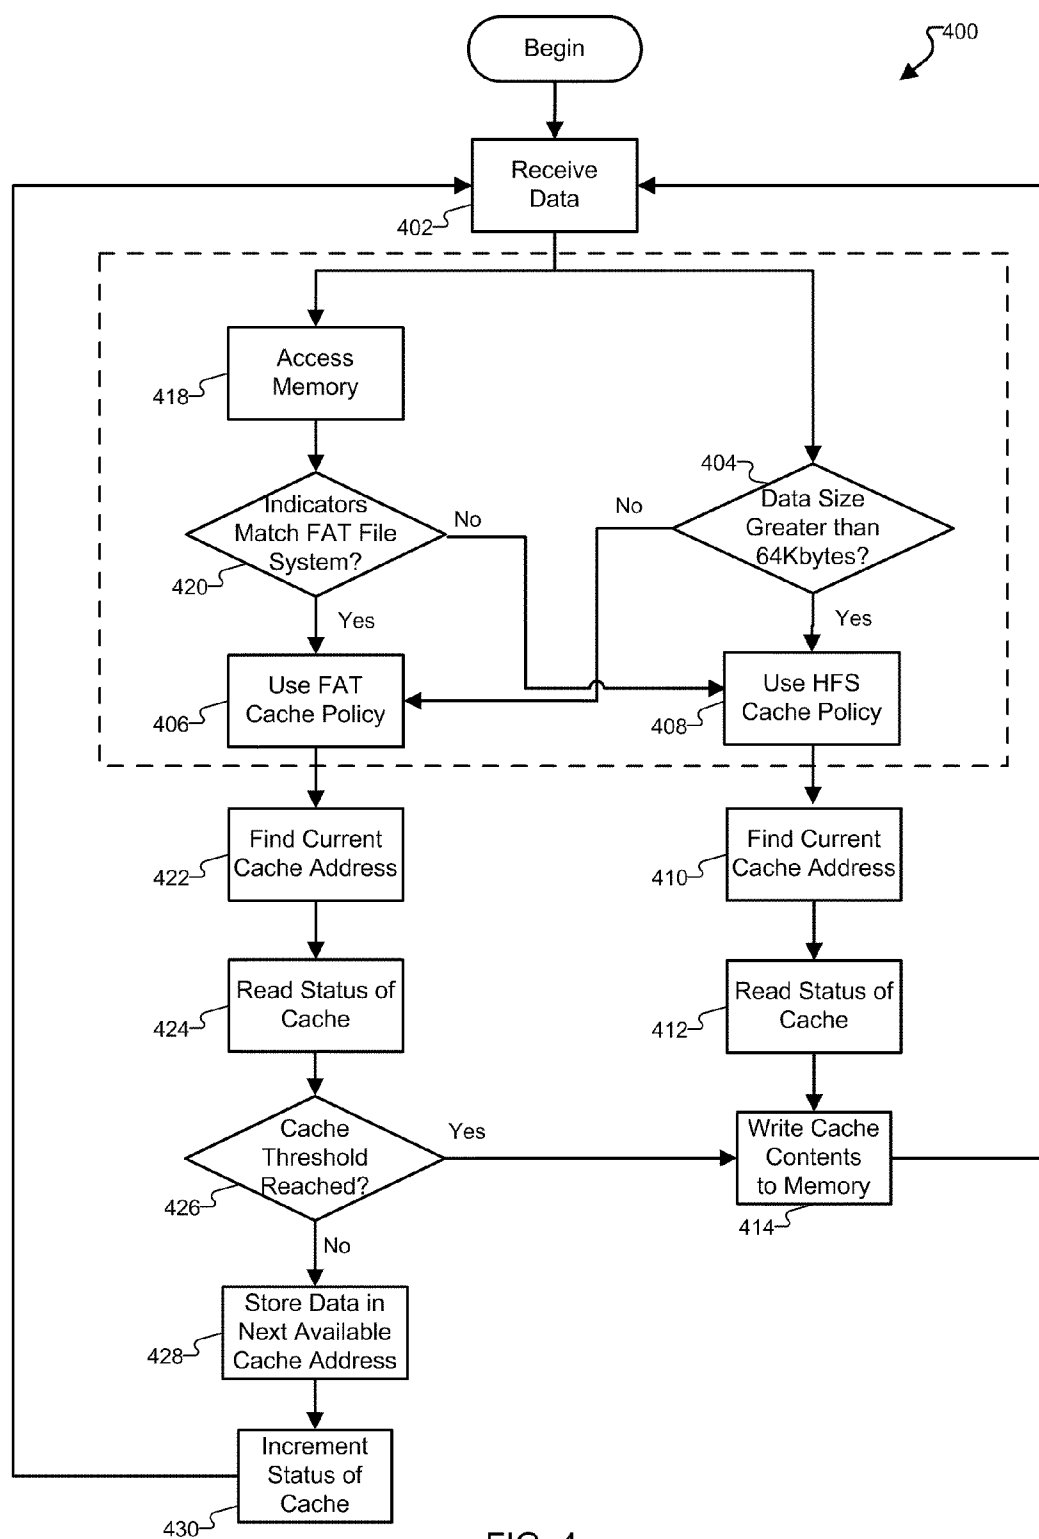 Begin
400
Receive
Data
402
Access
Memory
418
404
Data Size
Greater than
64Kbytes?
Indicators
Match FAT File
System?
420
No
No
Yes
Yes
Use FAT
Cache Policy
406
Use HFS
Cache Policy
408
Find Current
Cache Address
422
Find Current
Cache Address
410
Read Status of
Cache
424
Read Status of
Cache
412
Cache
Threshold
Reached?
426
Yes
Write Cache
Contents
to Memory
414
No
Store Data in
Next Available
Cache Address
428
Increment
Status of
Cache
430
FIG. 4